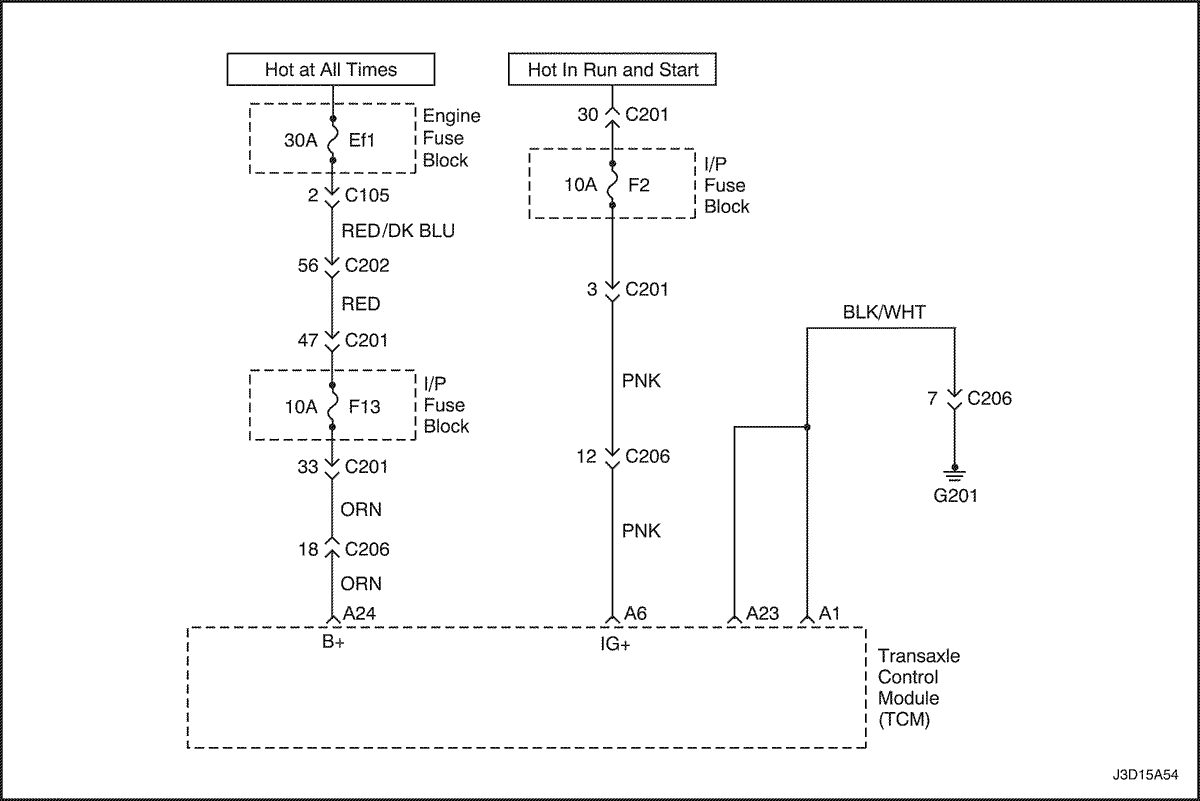 Hot at All Times
Hot In Run and Start
30 C201
Engine
Fuse
Block
30A Ef1
I/P
Fuse
Block
10A F2
2 C105
RED/DK BLU
56 C202
3 C201
RED
BLK/WHT
47 C201
I/P
Fuse
Block
10A F13
PNK
7 C206
33 C201
12 C206
G201
ORN
PNK
18 C206
ORN
A24
A6
A23
A1
B+
IG+
Transaxle
Control
Module
(TCM)
J3D15A54